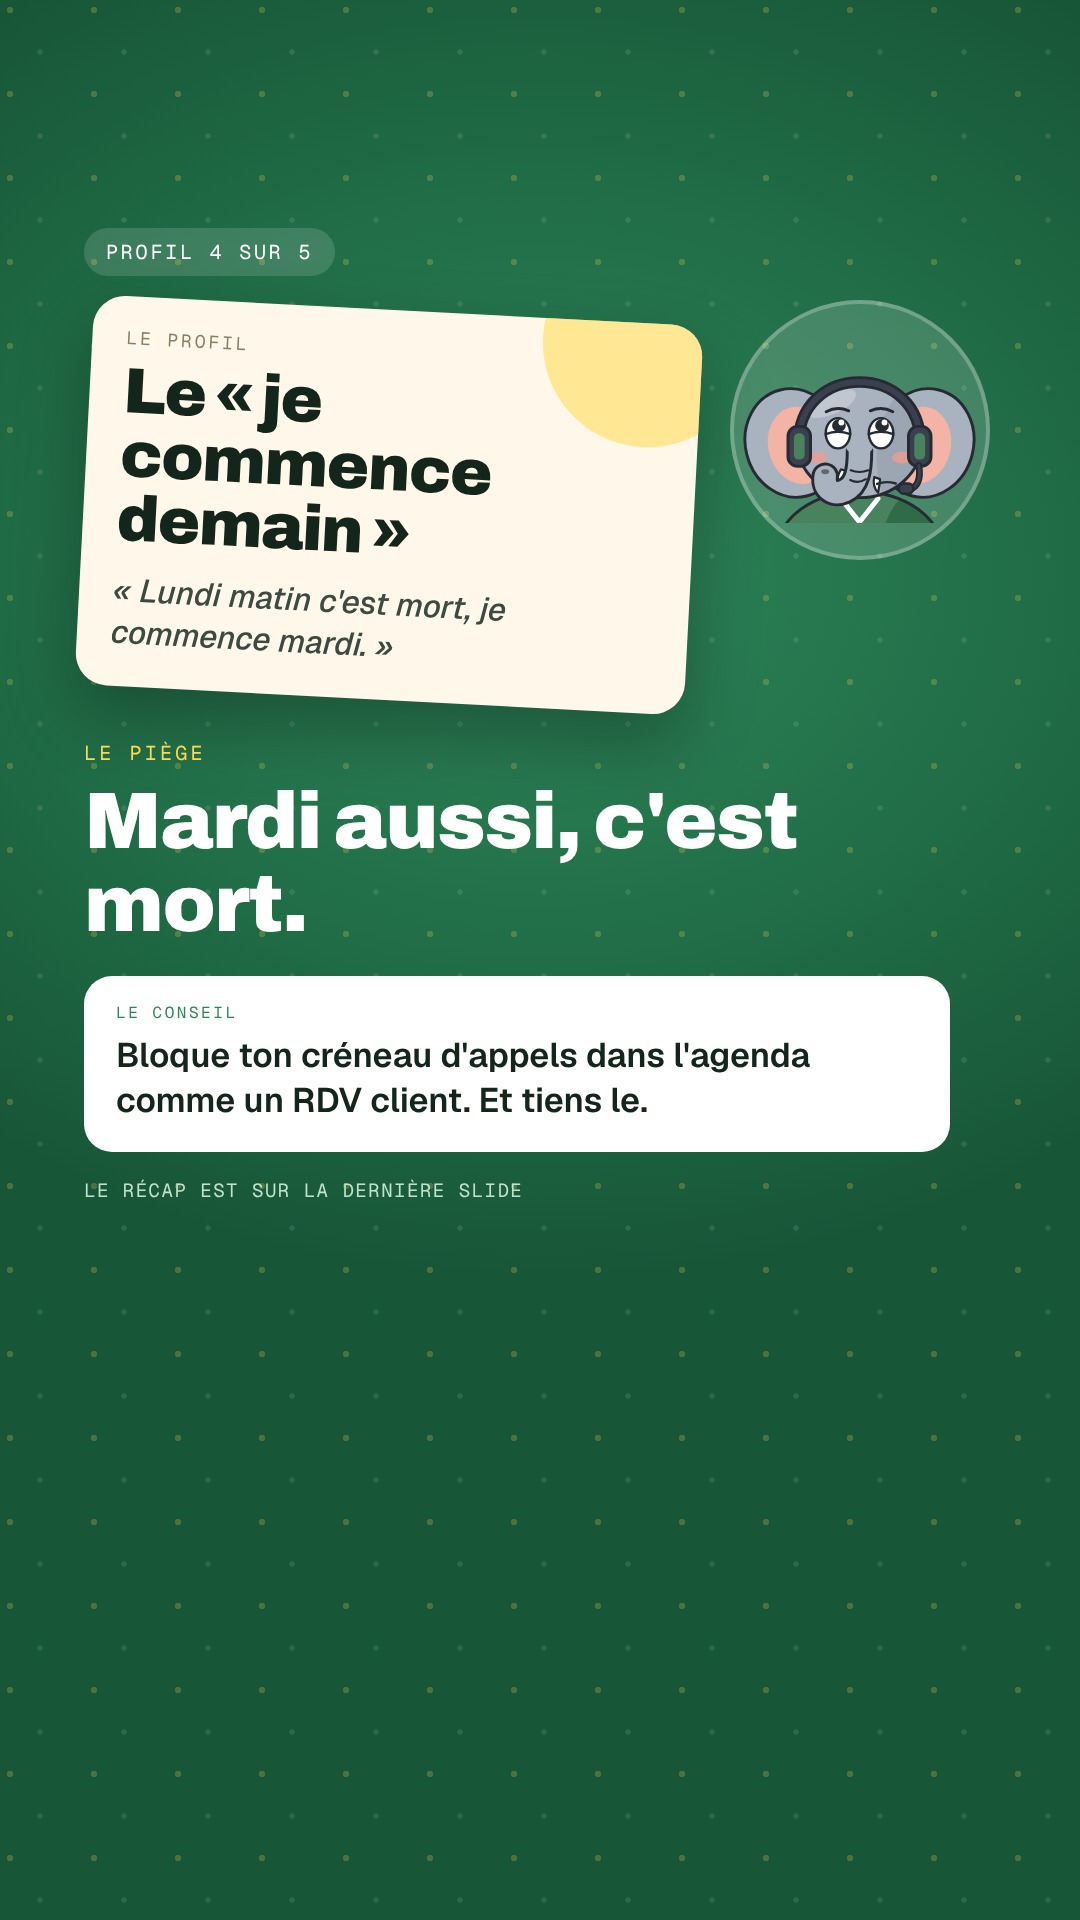 PROFIL 4 SUR 5
LE PROFIL
Le « je
commence
demain »
« Lundi matin c'est mort, je
commence mardi. »
LE PIÈGE
Mardi aussi, c'est
mort.
LE CONSEIL
Bloque ton créneau d'appels dans l'agenda
comme un RDV client. Et tiens le.
LE RÉCAP EST SUR LA DERNIÈRE SLIDE